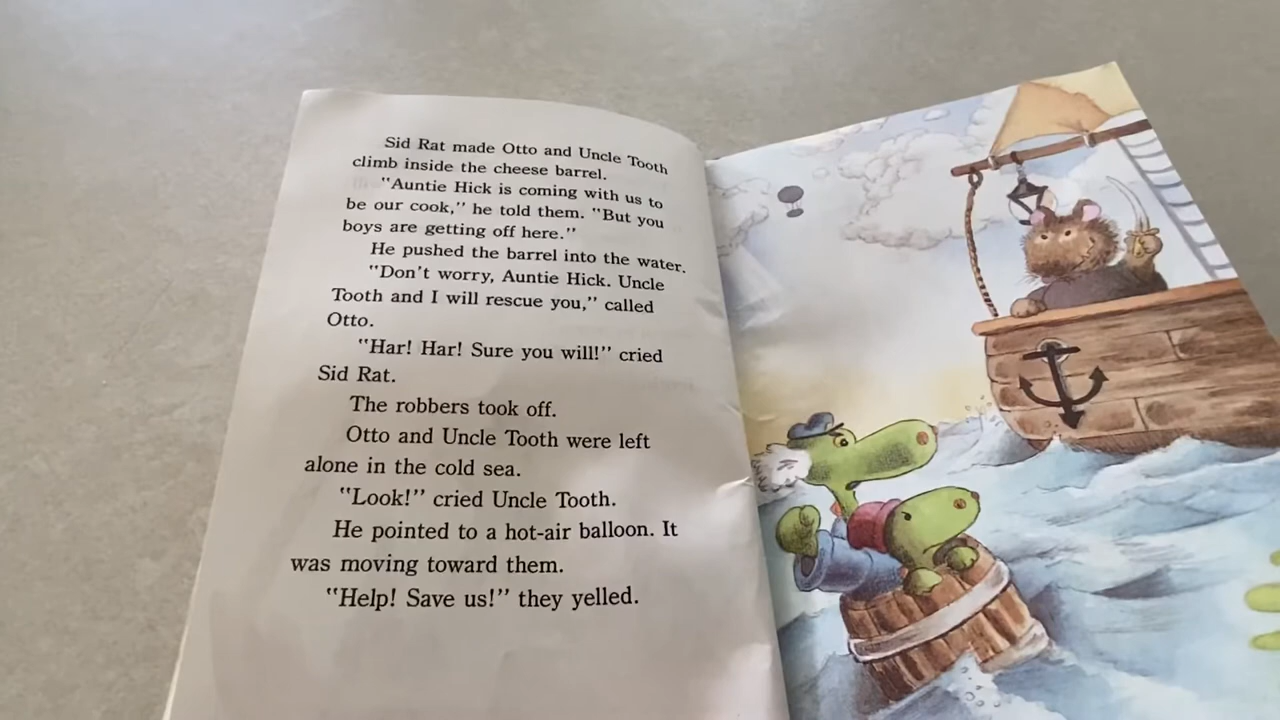 Sid Rat made Otto and Uncle Tooth
climb inside the cheese barrel.
"Auntie Hick is coming with us to
be our cook," he told them. "But you
boys are getting off here."
He pushed the barrel into the water.
"Don't worry, Auntie Hick. Uncle
Tooth and I will rescue you," called
Otto.
"Har! Har! Sure you will!" cried
Sid Rat.
The robbers took off.
Otto and Uncle Tooth were left
alone in the cold sea.
"Look!" cried Uncle Tooth.
He pointed to a hot-air balloon. It
was moving toward them.
"Help! Save us!" they yelled.